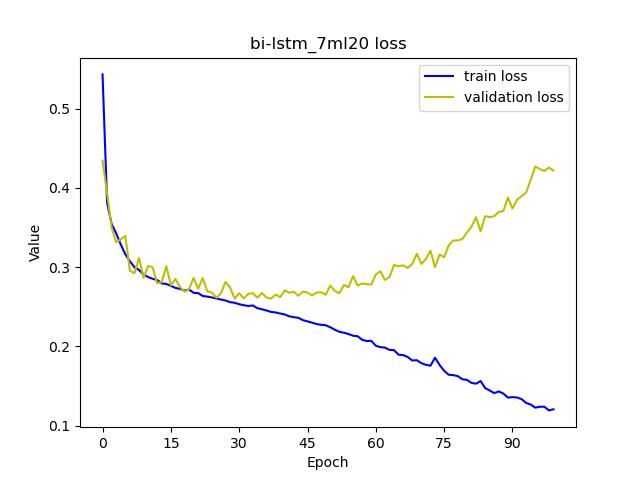 bi-lstm_7ml20 loss
train loss
validation loss
Value
0.5
0.4
0.3
0.2
0.1
0 15 30 45 60 75 90
Epoch